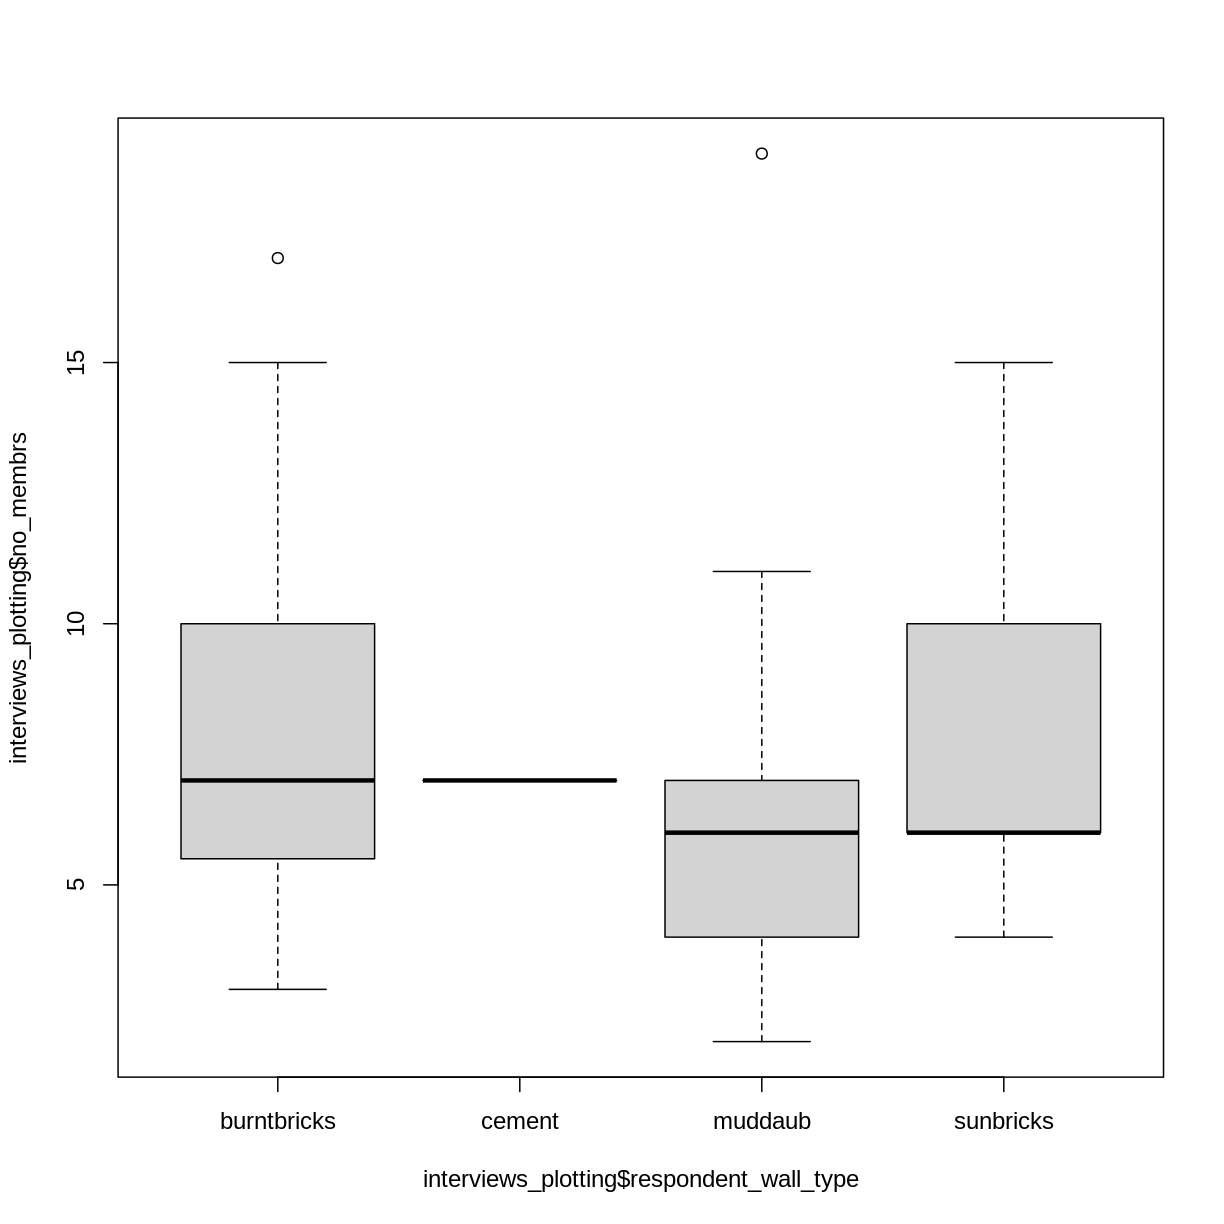 interviews_plotting$no_membrs
15
10
5
burntbricks cement muddaub sunbricks
interviews_plotting$respondent_wall_type